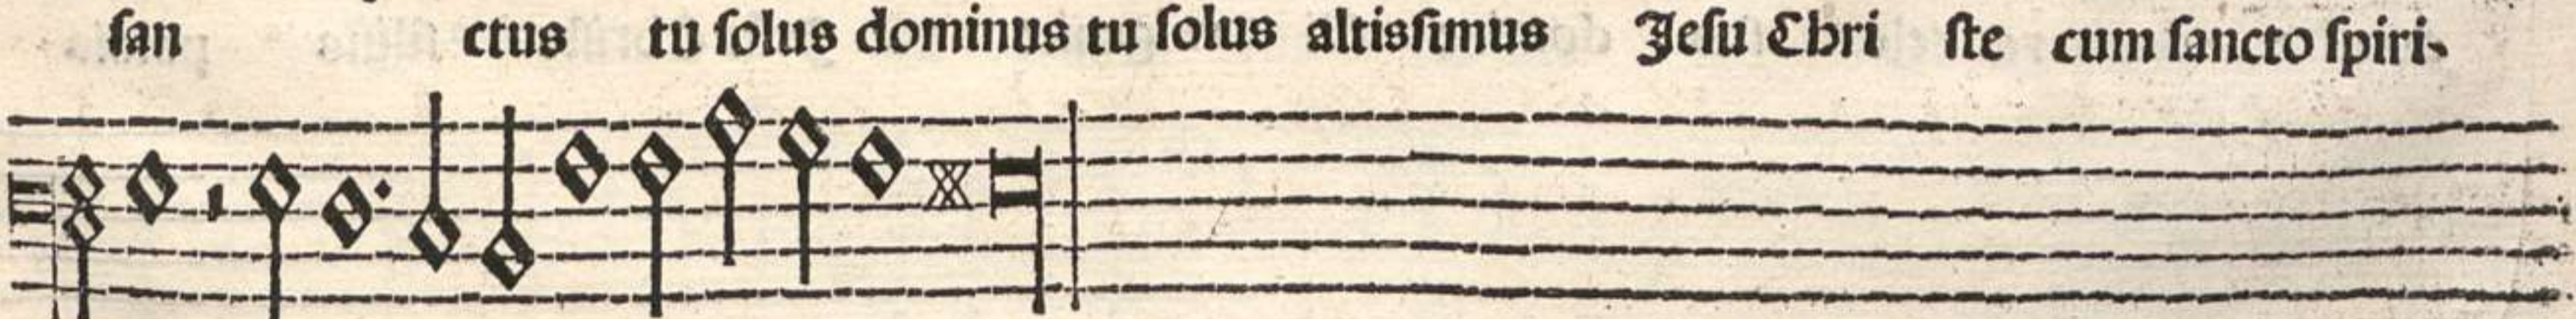 ſan ctus tu ſolus dominus tu ſolus altisſimus Jeſu Chri ſte cum ſancto ſpiri-